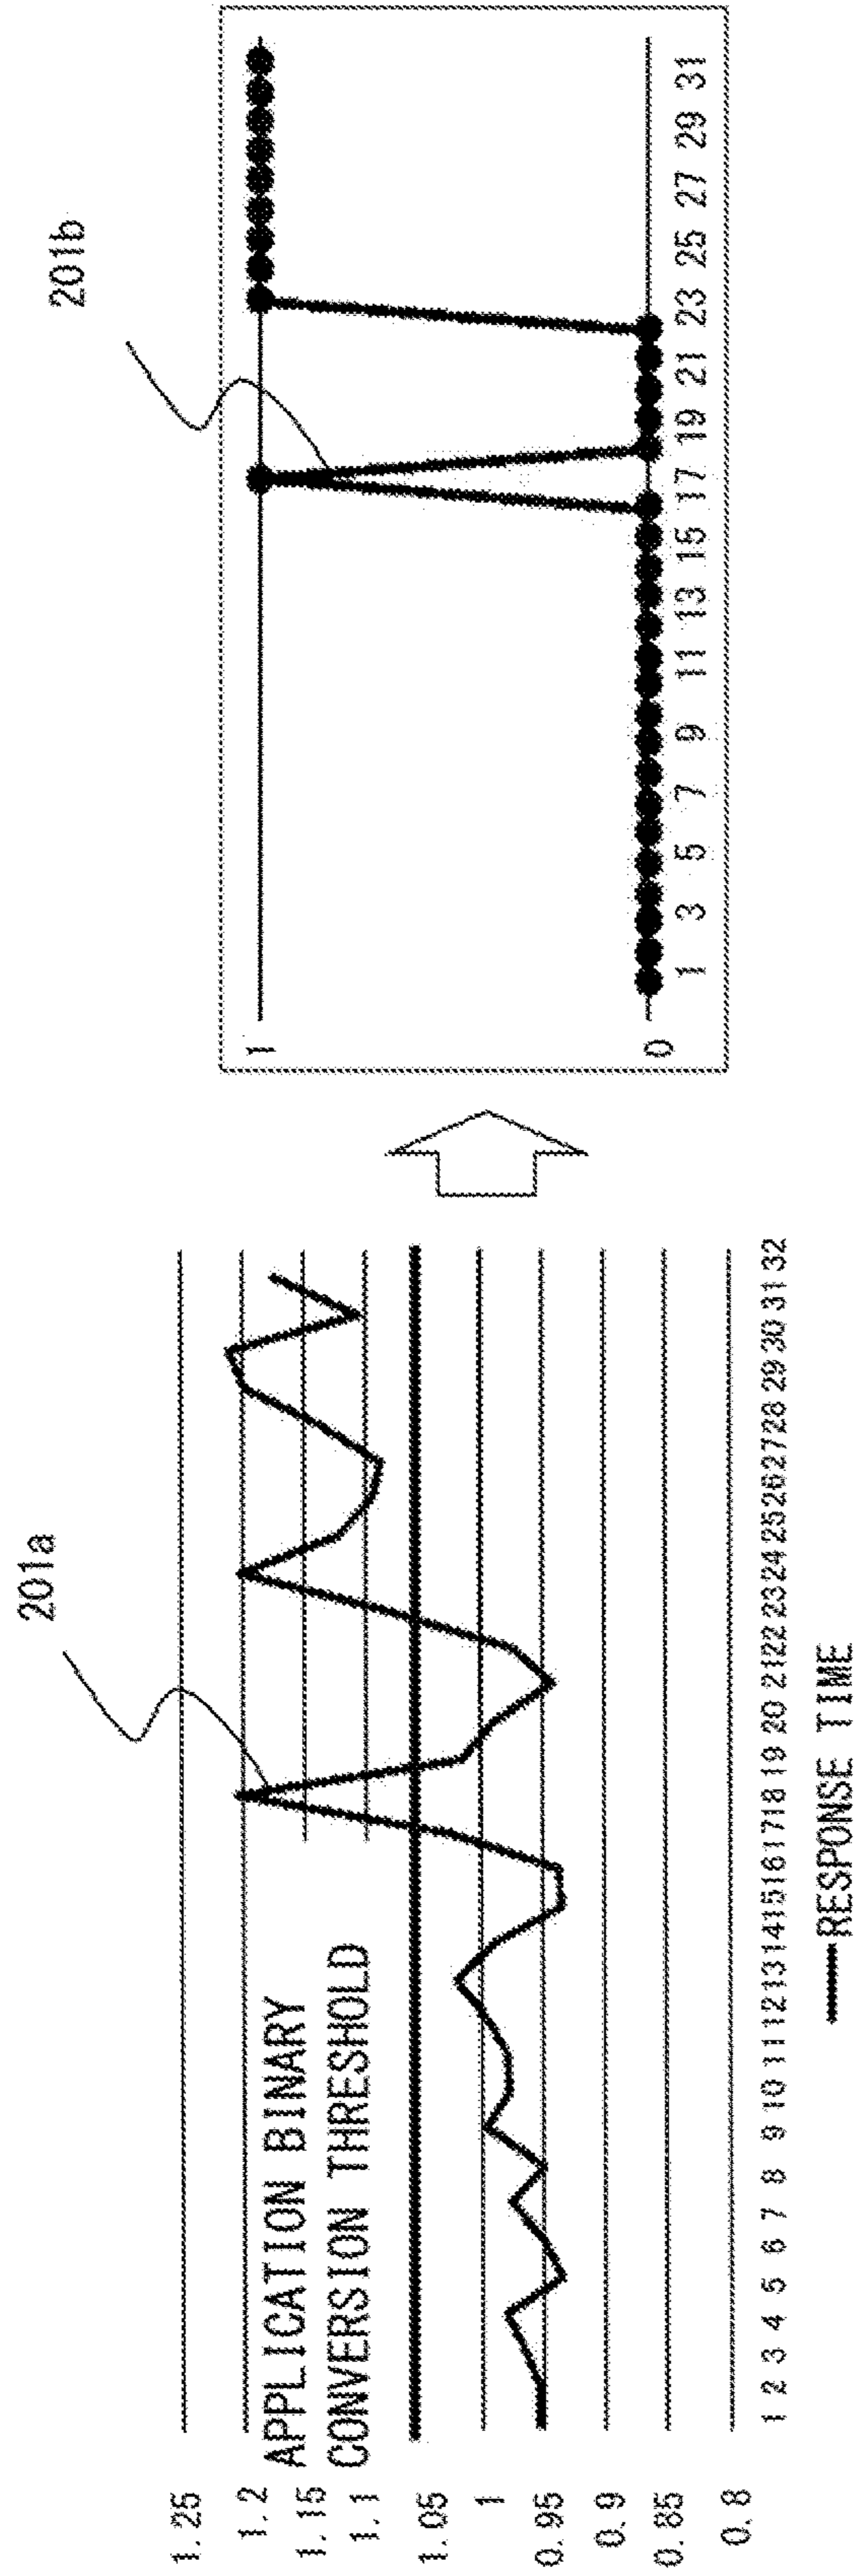 201a
1.25
1.2
1.15
1.1
1.05
1
0.95
0.9
0.85
0.8
APPLICATION BINARY
CONVERSION THRESHOLD
1 2 3 4 5 6 7 8 9 10 11 12 13 14 15 16 17 18 19 20 21 22 23 24 25 26 27 28 29 30 31 32
RESPONSE TIME
201b
1
0
1 3 5 7 9 11 13 15 17 19 21 23 25 27 29 31